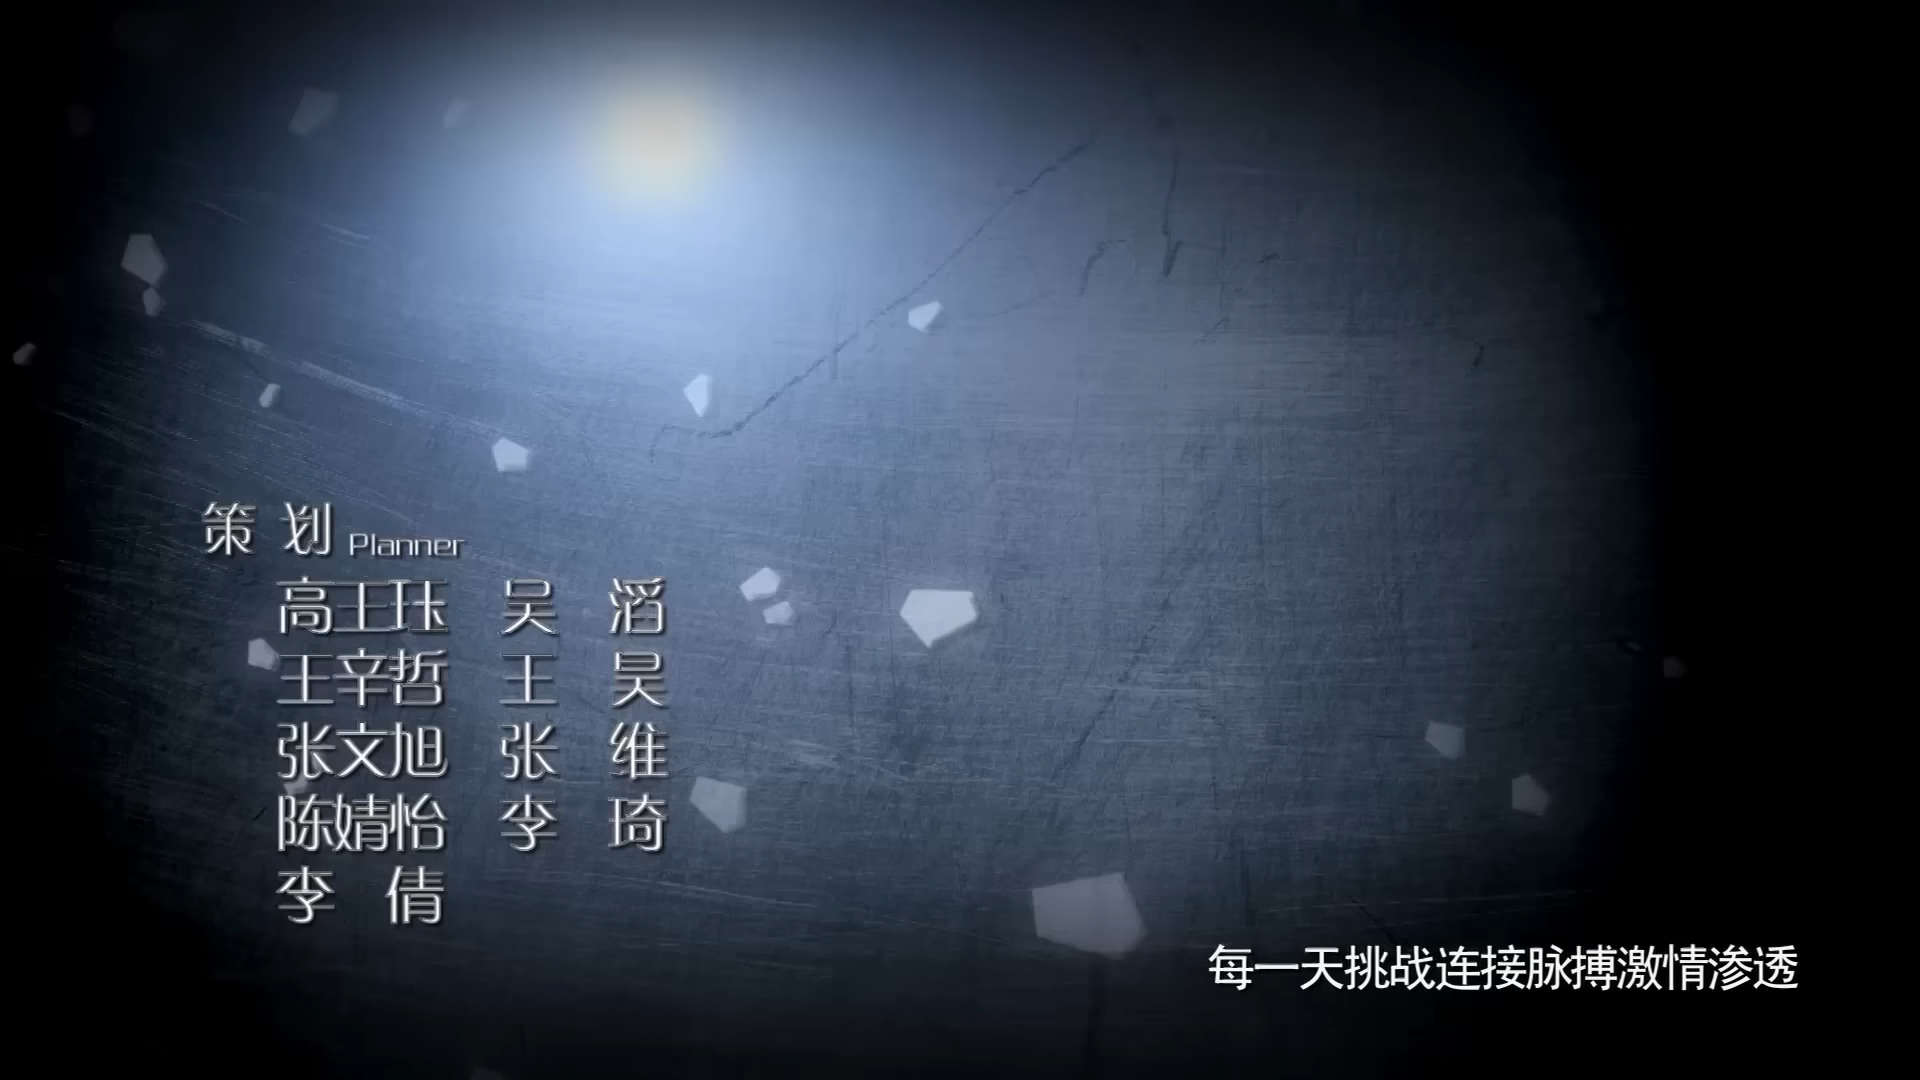 策 划 Planner
高王珏 吴 滔
王辛哲 王 昊
张文旭 张 维
陈婧怡 李 琦
李 倩
每一天挑战连接脉搏激情渗透